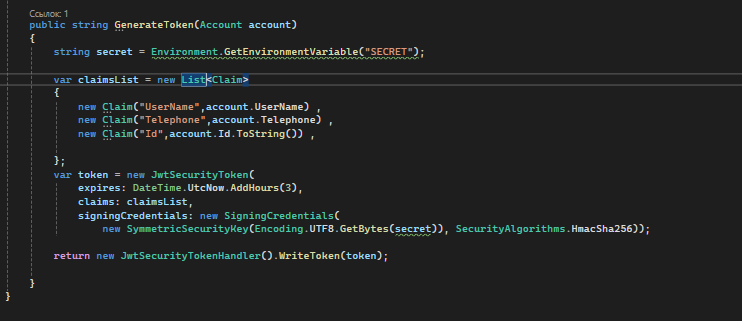 Ссылок: 1
public string GenerateToken(Account account)
{
string secret = Environment.GetEnvironmentVariable("SECRET");
var claimsList = new List<Claim>
{
new Claim("UserName",account.UserName) ,
new Claim("Telephone",account.Telephone) ,
new Claim("Id",account.Id.ToString()) ,
};
var token = new JwtSecurityToken(
expires: DateTime.UtcNow.AddHours(3),
claims: claimsList,
signingCredentials: new SigningCredentials(
new SymmetricSecurityKey(Encoding.UTF8.GetBytes(secret)), SecurityAlgorithms.HmacSha256));
return new JwtSecurityTokenHandler().WriteToken(token);
}
}